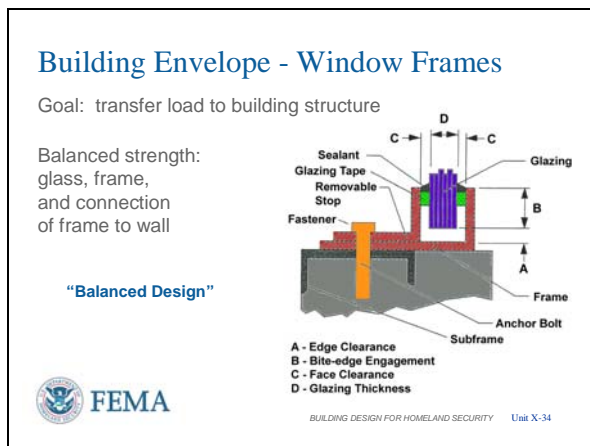 Building Envelope - Window Frames
Goal: transfer load to building structure
Balanced strength:
glass, frame,
and connection
of frame to wall
“Balanced Design”
D
C
C
Sealant
Glazing Tape
Removable
Stop
Fastener
Glazing
B
A
Frame
Anchor Bolt
Subframe
A - Edge Clearance
B - Bite-edge Engagement
C - Face Clearance
D - Glazing Thickness
FEMA
BUILDING DESIGN FOR HOMELAND SECURITY Unit X-34